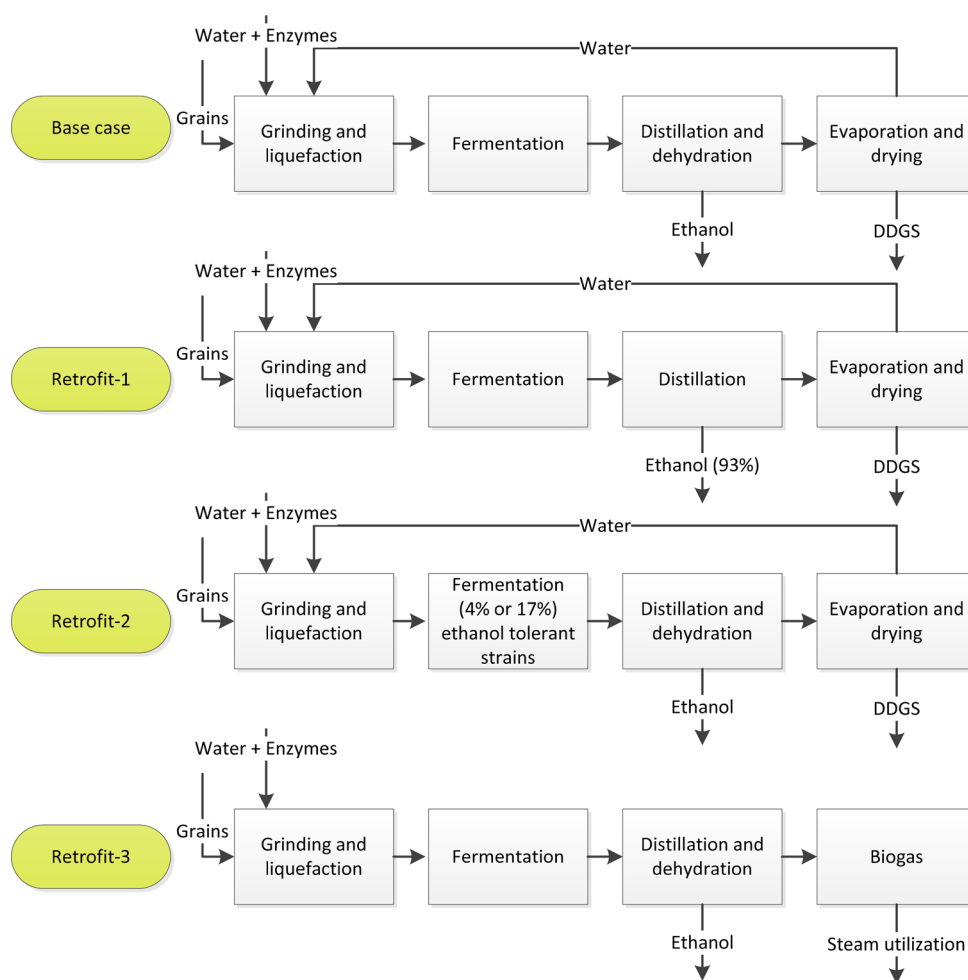 Water + Enzymes
Water
Grains
Base case
Grinding and
liquefaction
Fermentation
Distillation and
dehydration
Evaporation and
drying
Ethanol
DDGS
Water + Enzymes
Water
Grains
Retrofit-1
Grinding and
liquefaction
Fermentation
Distillation
Evaporation and
drying
Ethanol (93%)
DDGS
Water + Enzymes
Water
Grains
Retrofit-2
Grinding and
liquefaction
Fermentation
(4% or 17%)
ethanol tolerant
strains
Distillation and
dehydration
Evaporation and
drying
Ethanol
DDGS
Water + Enzymes
Grains
Retrofit-3
Grinding and
liquefaction
Fermentation
Distillation and
dehydration
Biogas
Ethanol
Steam utilization